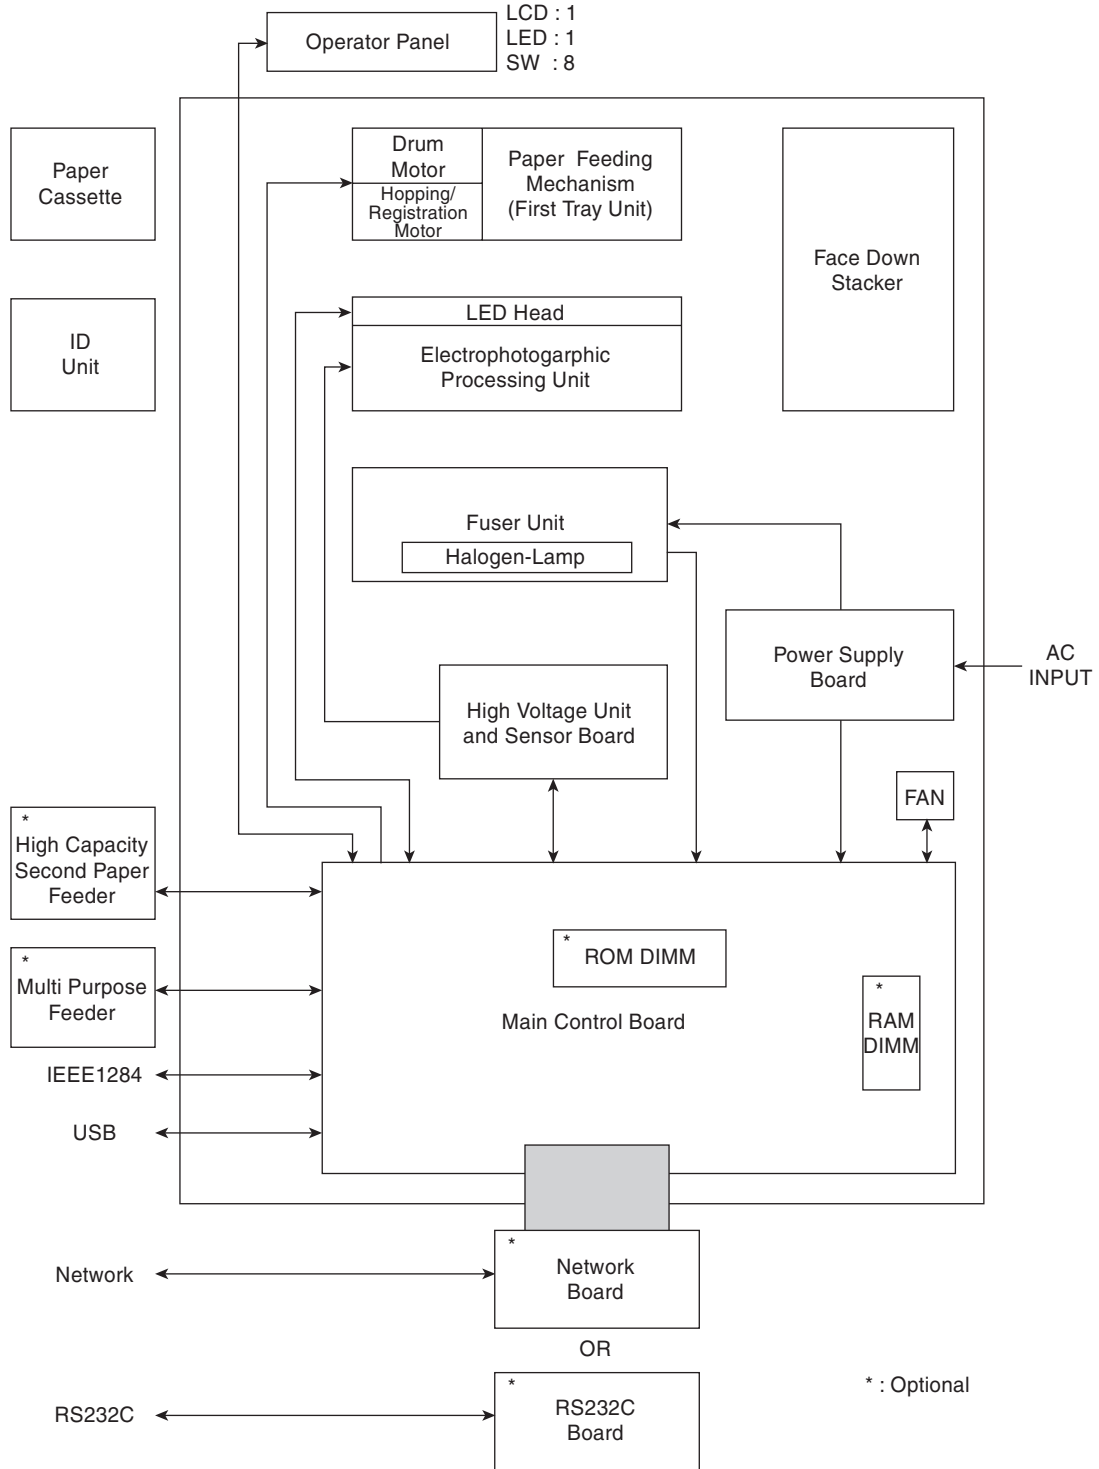 LCD : 1
Operator Panel
LED : 1
SW : 8
Paper
Cassette
Drum
Motor
Hopping/
Registration
Motor
Paper Feeding
Mechanism
(First Tray Unit)
Face Down
Stacker
ID
Unit
LED Head
Electrophotogarphic
Processing Unit
Fuser Unit
Halogen-Lamp
Power Supply
Board
AC
INPUT
High Voltage Unit
and Sensor Board
FAN
*
High Capacity
Second Paper
Feeder
*
ROM DIMM
*
Multi Purpose
Feeder
Main Control Board
*
RAM
DIMM
IEEE1284
USB
*
Network
Board
Network
OR
* : Optional
*
RS232C
Board
RS232C